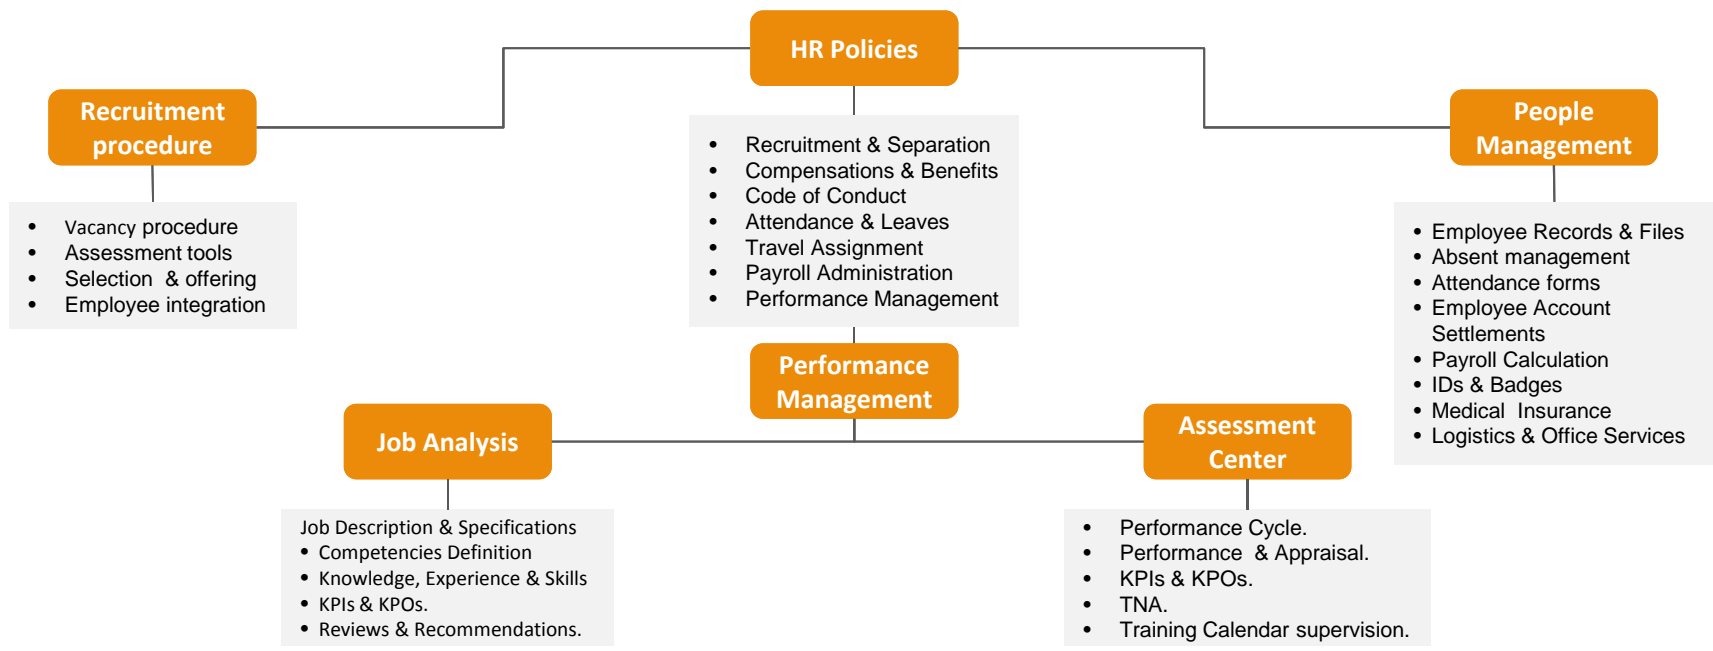 HR Policies
Recruitment
procedure
People
Management
• Recruitment & Separation
• Compensations & Benefits
• Code of Conduct
• Attendance & Leaves
• Travel Assignment
• Payroll Administration
• Performance Management
• Vacancy procedure
• Assessment tools
• Selection & offering
• Employee integration
• Employee Records & Files
• Absent management
• Attendance forms
• Employee Account
Settlements
• Payroll Calculation
• IDs & Badges
• Medical Insurance
• Logistics & Office Services
Performance
Management
Job Analysis
Assessment
Center
Job Description & Specifications
• Competencies Definition
• Knowledge, Experience & Skills
• KPIs & KPOs.
• Reviews & Recommendations.
• Performance Cycle.
• Performance & Appraisal.
• KPIs & KPOs.
• TNA.
• Training Calendar supervision.